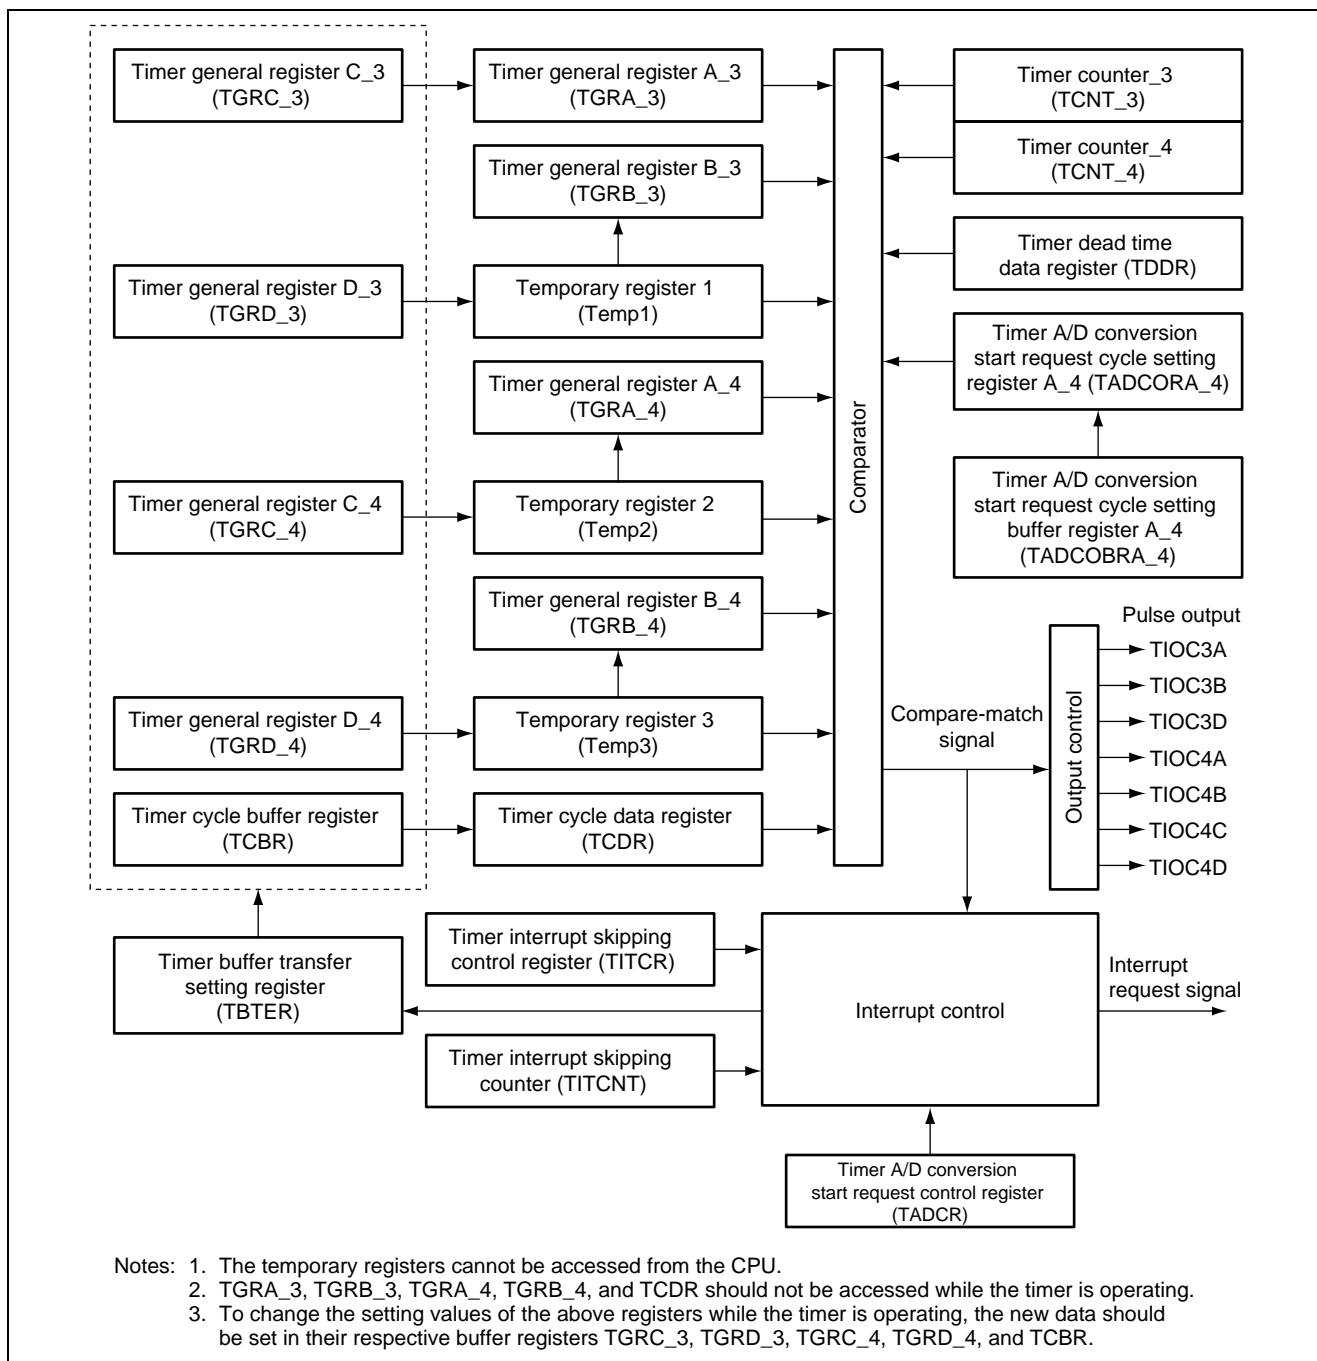 Timer general register C_3
(TGRC_3)
Timer general register A_3
(TGRA_3)
Timer counter_3
(TCNT_3)
Timer counter_4
(TCNT_4)
Timer general register B_3
(TGRB_3)
Timer dead time
data register (TDDR)
Timer general register D_3
(TGRD_3)
Temporary register 1
(Temp1)
Timer A/D conversion
start request cycle setting
register A_4 (TADCORA_4)
Timer general register A_4
(TGRA_4)
Comparator
Timer general register C_4
(TGRC_4)
Temporary register 2
(Temp2)
Timer A/D conversion
start request cycle setting
buffer register A_4
(TADCOBRA_4)
Timer general register B_4
(TGRB_4)
Pulse output
TIOC3A
TIOC3B
TIOC3D
TIOC4A
TIOC4B
TIOC4C
TIOC4D
Output control
Compare-match
signal
Timer general register D_4
(TGRD_4)
Temporary register 3
(Temp3)
Timer cycle buffer register
(TCBR)
Timer cycle data register
(TCDR)
Timer buffer transfer
setting register
(TBTER)
Timer interrupt skipping
control register (TITCR)
Interrupt control
Interrupt
request signal
Timer interrupt skipping
counter (TITCNT)
Timer A/D conversion
start request control register
(TADCR)
Notes: 1. The temporary registers cannot be accessed from the CPU.
2. TGRA_3, TGRB_3, TGRA_4, TGRB_4, and TCDR should not be accessed while the timer is operating.
3. To change the setting values of the above registers while the timer is operating, the new data should
be set in their respective buffer registers TGRC_3, TGRD_3, TGRC_4, TGRD_4, and TCBR.